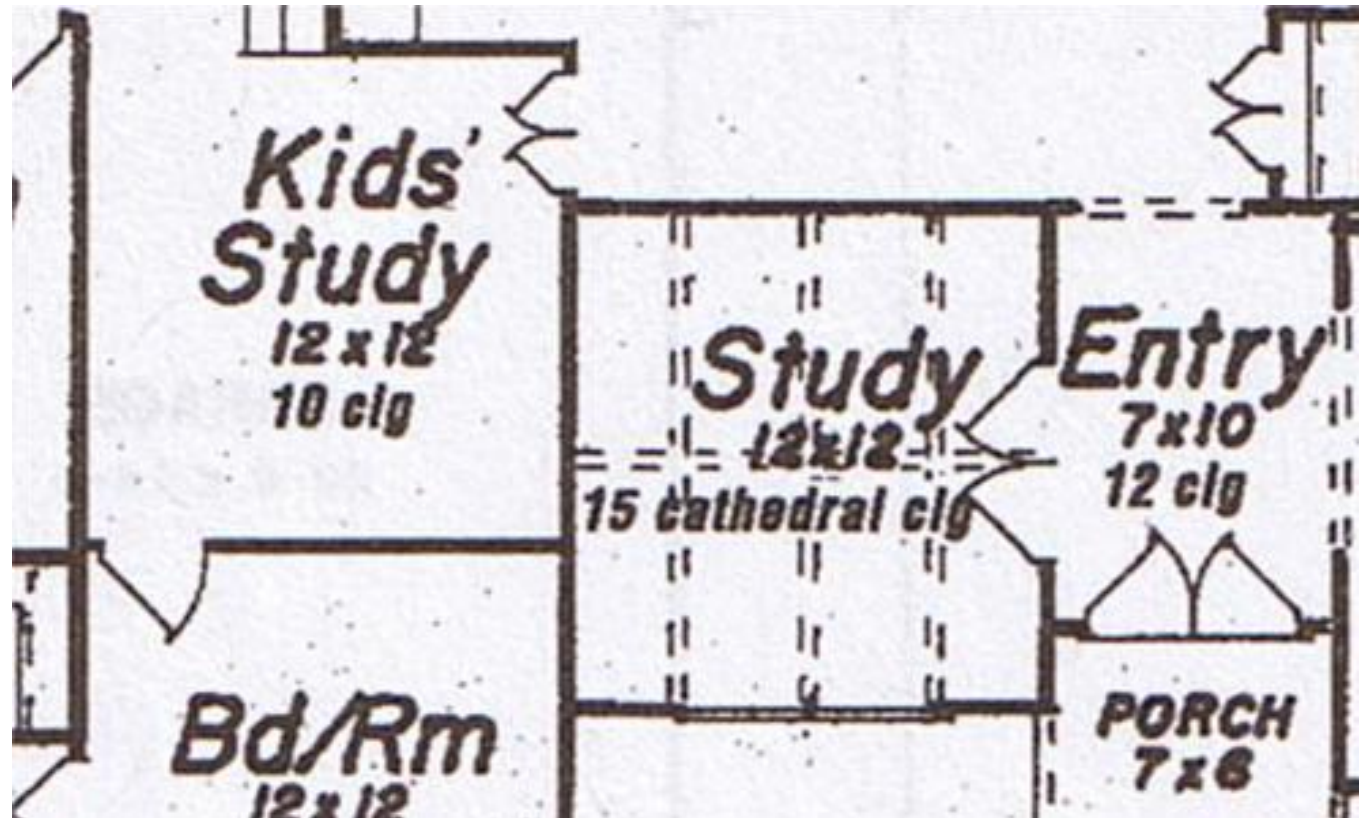 Kids'
Study
12 x 12
10 clg
Study
12x12
15 cathedral clg
Entry
7x10
12 clg
Bd/Rm
12x12
PORCH
7x6